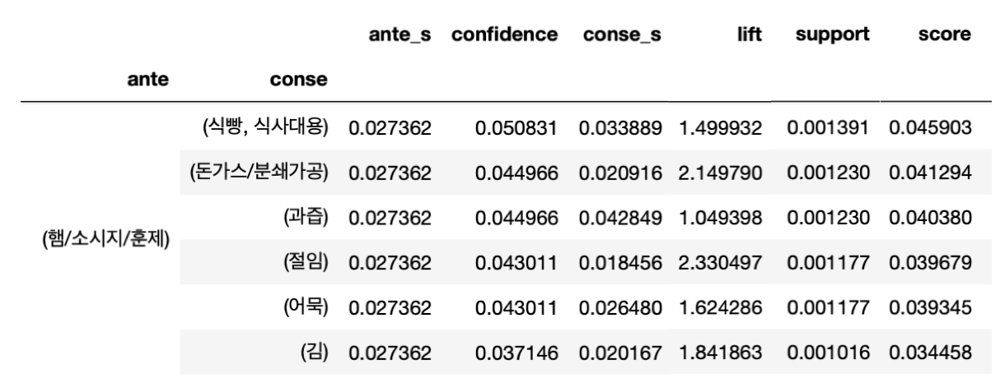 ante_s confidence conse_s lift support score
ante conse
(햄/소시지/훈제) (식빵, 식사대용) 0.027362 0.050831 0.033889 1.499932 0.001391 0.045903
(돈가스/분쇄가공) 0.027362 0.044966 0.020916 2.149790 0.001230 0.041294
(과즙) 0.027362 0.044966 0.042849 1.049398 0.001230 0.040380
(절임) 0.027362 0.043011 0.018456 2.330497 0.001177 0.039679
(어묵) 0.027362 0.043011 0.026480 1.624286 0.001177 0.039345
(김) 0.027362 0.037146 0.020167 1.841863 0.001016 0.034458